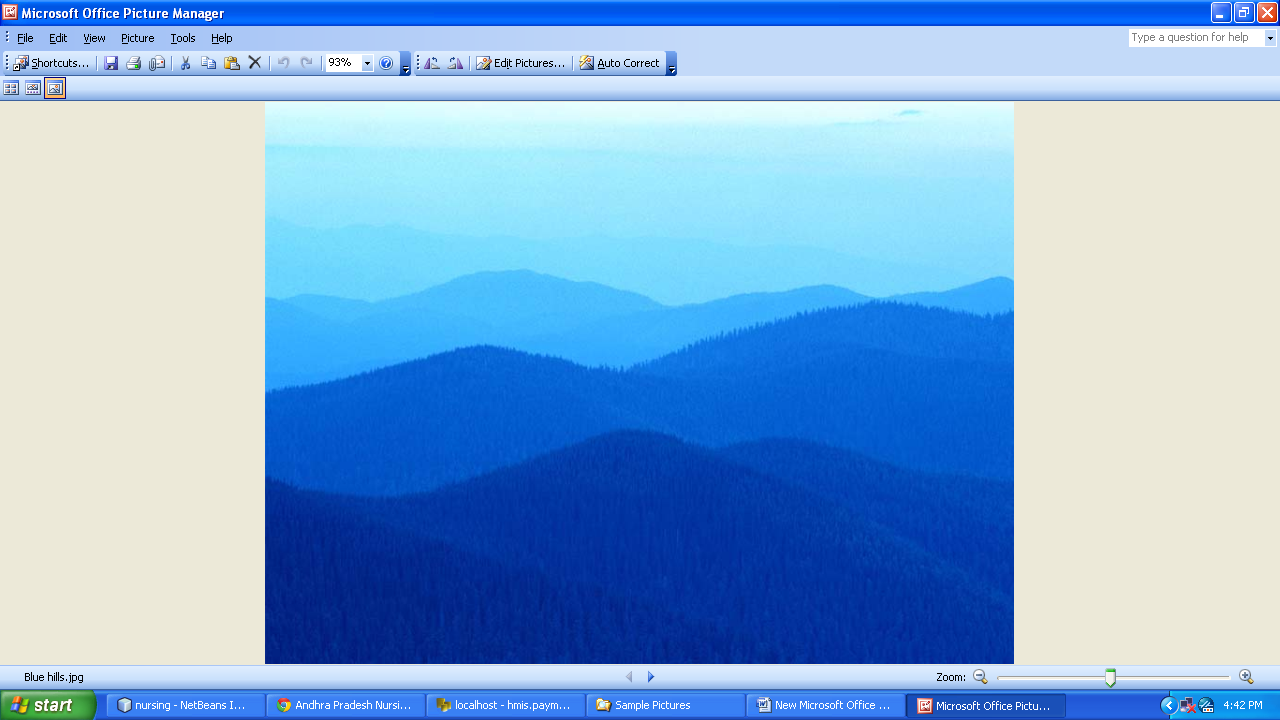 Microsoft Office Picture Manager
File Edit View Picture Tools Help
Type a question for help
Shortcuts... 93% Edit Pictures... Auto Correct
Blue hills.jpg
Zoom:
start
nursing - NetBeans I...
Andhra Pradesh Nursi...
localhost - hmis.paym...
Sample Pictures
New Microsoft Office ...
Microsoft Office Pictu...
4:42 PM